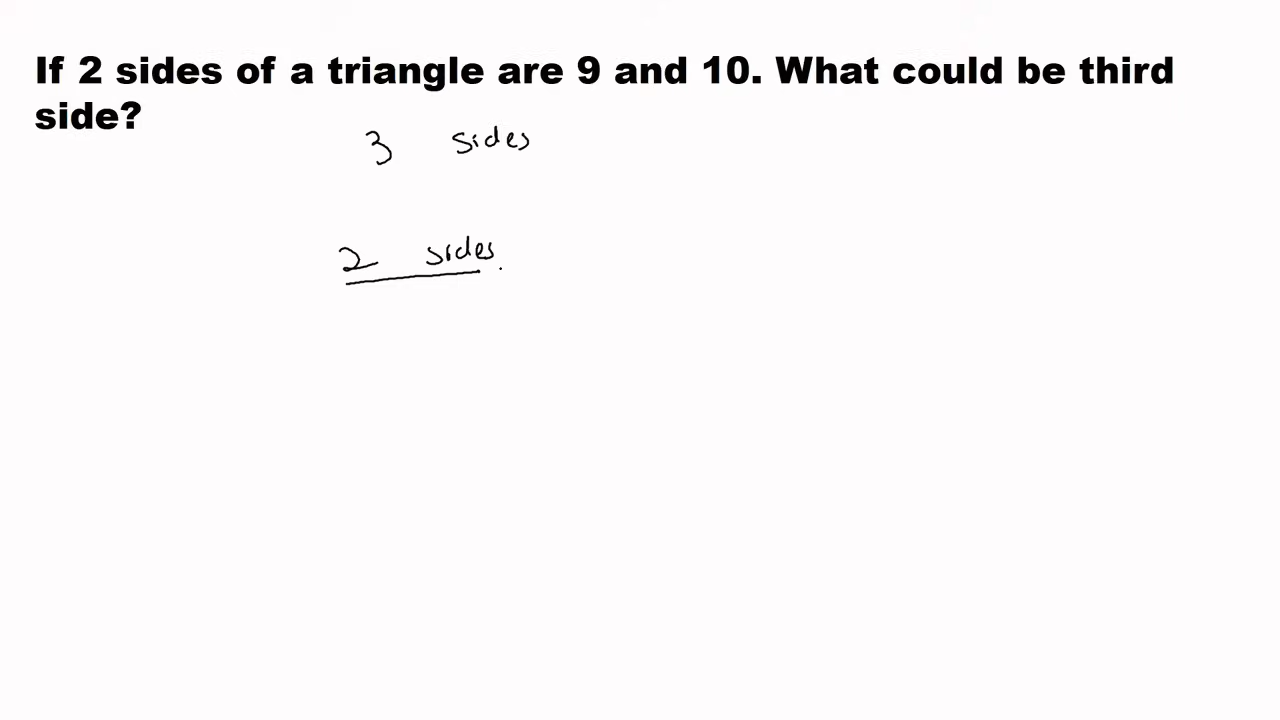 If 2 sides of a triangle are 9 and 10. What could be third
side?
3 sides
2 sides.